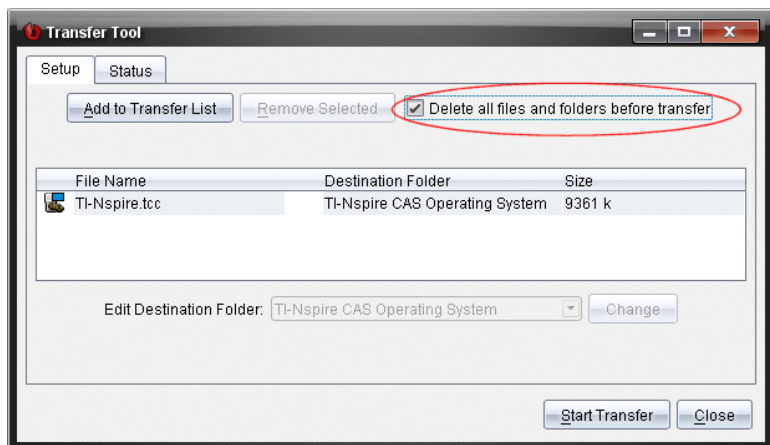 Transfer Tool
Setup Status
Add to Transfer List Remove Selected Delete all files and folders before transfer
File Name Destination Folder Size
TI-Nspire.tcc TI-Nspire CAS Operating System 9361 k
Edit Destination Folder: TI-Nspire CAS Operating System Change
Start Transfer Close